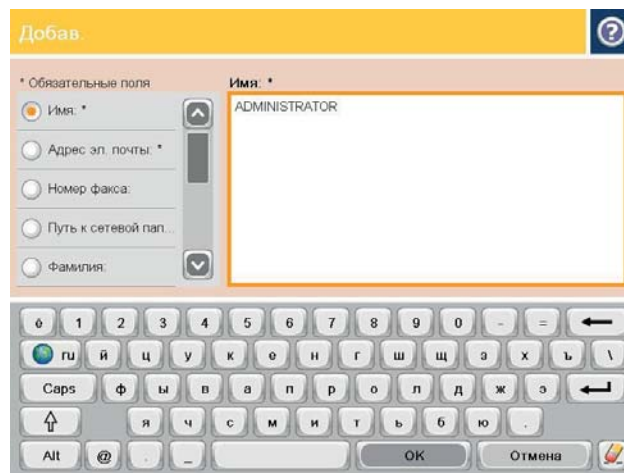 Добав.
?
* Обязательные поля
Имя: *
Имя: *
ADMINISTRATOR
Адрес эл. почты: *
Номер факса:
Путь к сетевой пап...
Фамилия:
ё 1 2 3 4 5 6 7 8 9 0 - =
ru й ц у к е н г ш щ з х ъ \
Caps ф ы в а п р о л д ж э
я ч с м и т ь б ю .
Alt @ . _ OK Отмена